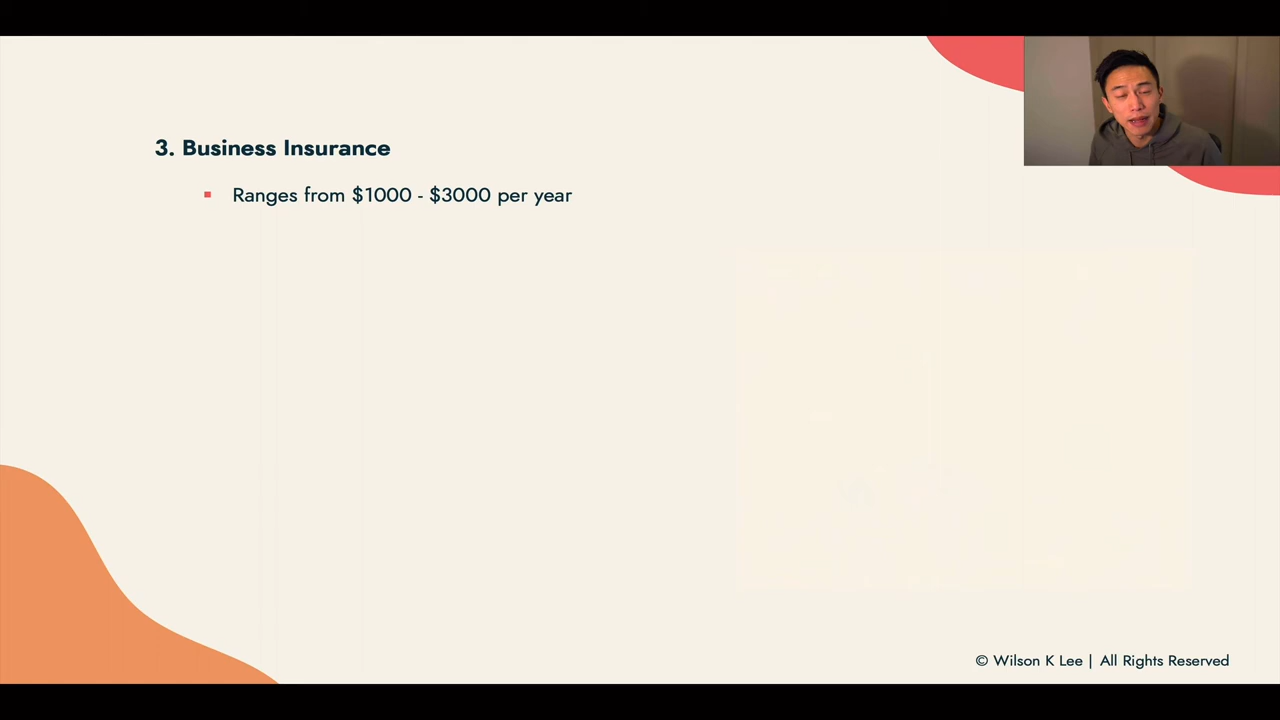 3. Business Insurance
▪ Ranges from $1000 - $3000 per year
© Wilson K Lee | All Rights Reserved